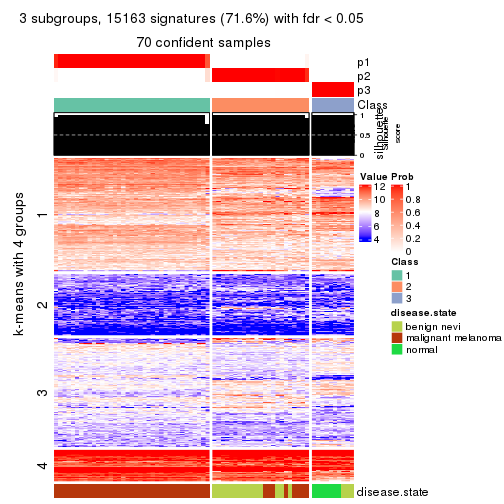 3 subgroups, 15163 signatures (71.6%) with fdr < 0.05
70 confident samples
p1
p2
p3
Class
1
0.5
0
silhouette
silhouette
score
k-means with 4 groups
1
2
3
4
disease.state
Value Prob
12
10
8
6
4
1
0.8
0.6
0.4
0.2
0
Class
1
2
3
disease.state
benign nevi
malignant melanoma
normal